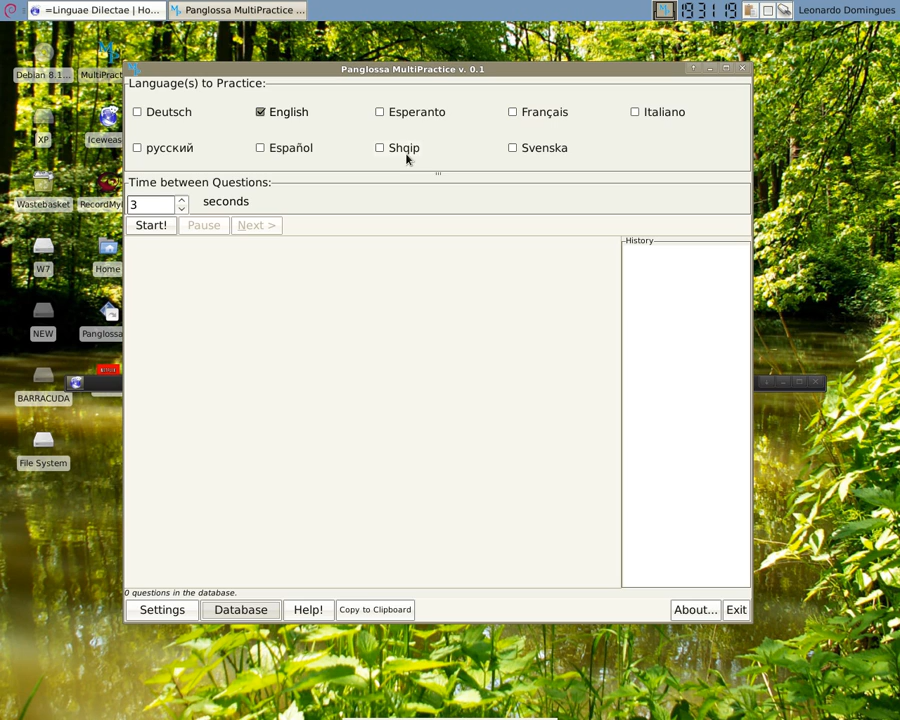 =Linguae Dilectae | Ho...
Panglossa MultiPractice ...
19 31 19
Leonardo Domingues
Debian 8.1...
MultiPract
XP
Iceweas
Wastebasket
RecordMy
W7
Home
NEW
Panglossa
BARRACUDA
File System
Panglossa MultiPractice v. 0.1
Language(s) to Practice:
Deutsch
English
Esperanto
Français
Italiano
русский
Español
Shqip
Svenska
Time between Questions:
3
seconds
Start!
Pause
Next >
History
0 questions in the database.
Settings
Database
Help!
Copy to Clipboard
About...
Exit